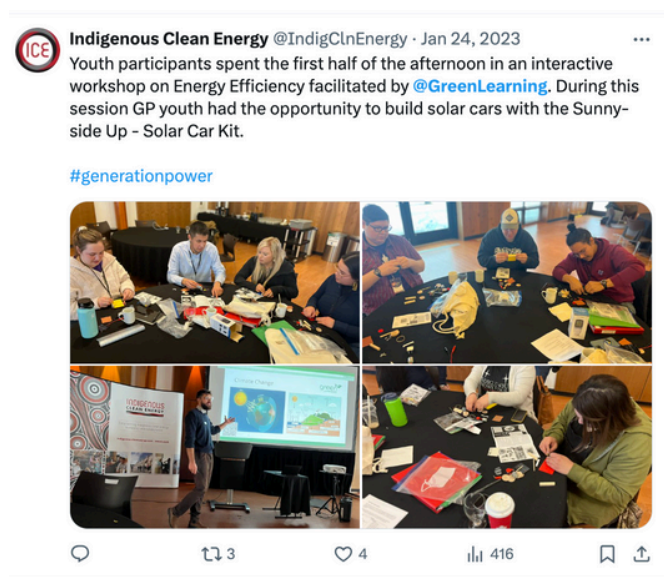 ICE
Indigenous Clean Energy @IndigClnEnergy · Jan 24, 2023
Youth participants spent the first half of the afternoon in an interactive
workshop on Energy Efficiency facilitated by @GreenLearning. During this
session GP youth had the opportunity to build solar cars with the Sunny-
side Up - Solar Car Kit.
#generationpower
INDIGENOUS
CLEAN ENERGY
Climate Change
green
3
4
416